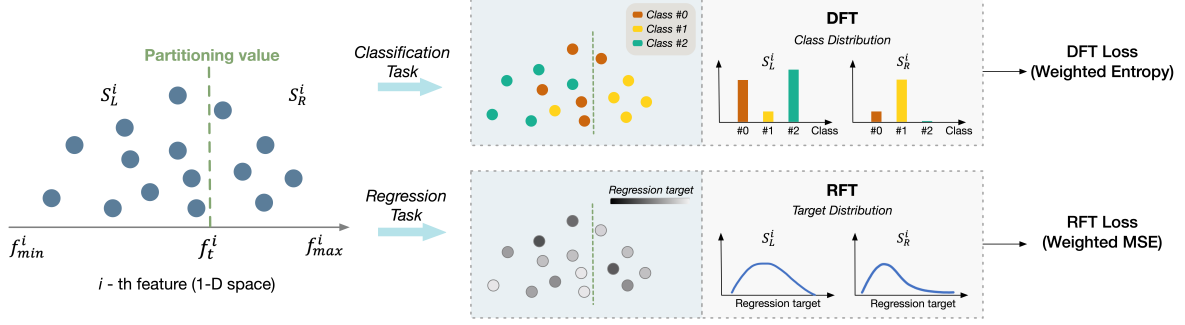 Partitioning value
S_L^i
S_R^i
f_min^i
f_t^i
f_max^i
i - th feature (1-D space)
Classification
Task
Class #0
Class #1
Class #2
DFT
Class Distribution
S_L^i
S_R^i
#0 #1 #2 Class
#0 #1 #2 Class
DFT Loss
(Weighted Entropy)
Regression
Task
Regression target
RFT
Target Distribution
S_L^i
S_R^i
Regression target
Regression target
RFT Loss
(Weighted MSE)